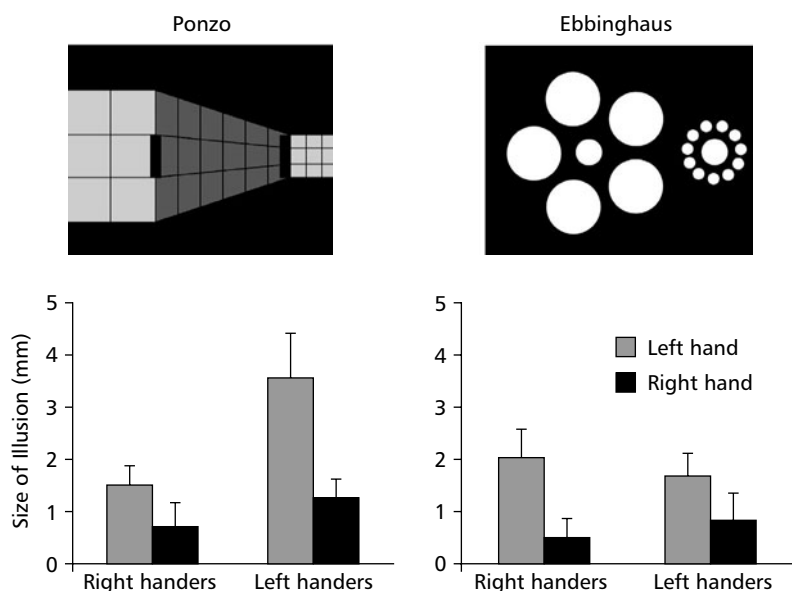 Ponzo
Ebbinghaus
Size of Illusion (mm)
5
4
3
2
1
0
Right handers
Left handers
5
4
3
2
1
0
Left hand
Right hand
Right handers
Left handers